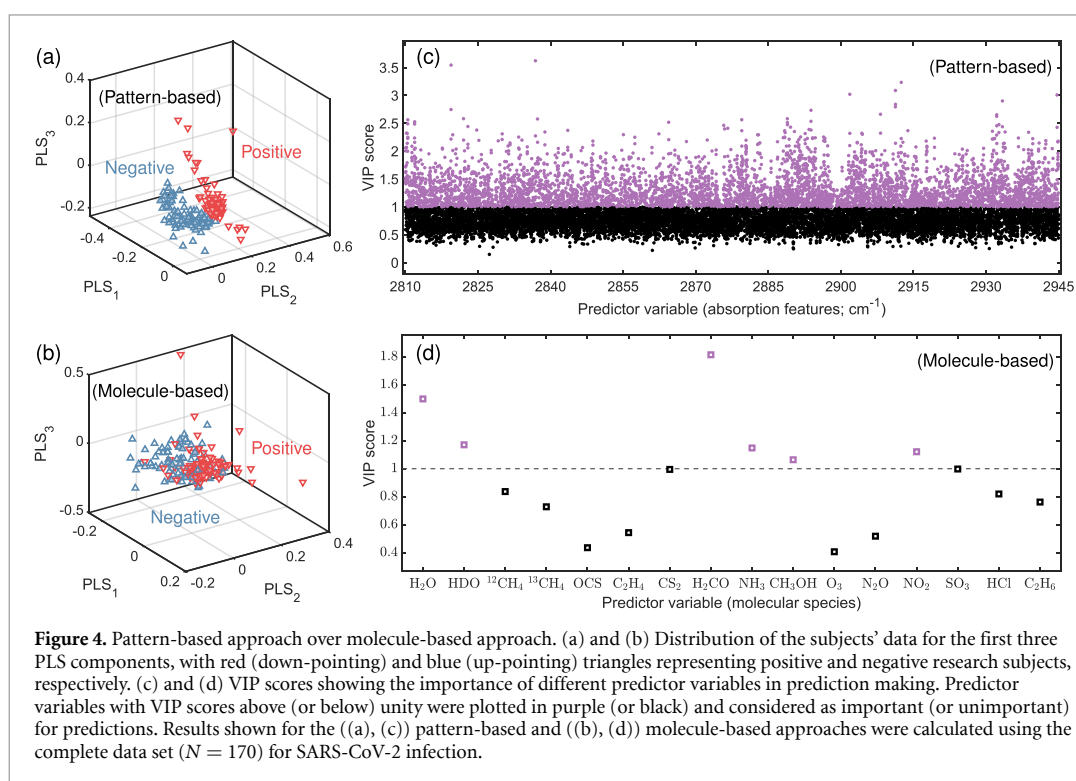 (a)
(Pattern-based)
Negative
Positive
PLS3
0.4
0.2
0
-0.2
-0.4
-0.2
0
PLS1
0
0.2
0.4
0.6
PLS2
(c)
(Pattern-based)
VIP score
3.5
3
2.5
2
1.5
1
0.5
0
2810
2825
2840
2855
2870
2885
2900
2915
2930
2945
Predictor variable (absorption features; cm-1)
(b)
(Molecule-based)
Positive
Negative
PLS3
0.5
0
-0.5
-0.2
0
0.2
PLS1
-0.2
0
0.2
0.4
PLS2
(d)
(Molecule-based)
VIP score
1.8
1.6
1.4
1.2
1
0.8
0.6
0.4
H2O
HDO
12CH4
13CH4
OCS
C2H4
CS2
H2CO
NH3
CH3OH
O3
N2O
NO2
SO3
HCl
C2H6
Predictor variable (molecular species)
Figure 4. Pattern-based approach over molecule-based approach. (a) and (b) Distribution of the subjects' data for the first three
PLS components, with red (down-pointing) and blue (up-pointing) triangles representing positive and negative research subjects,
respectively. (c) and (d) VIP scores showing the importance of different predictor variables in prediction making. Predictor
variables with VIP scores above (or below) unity were plotted in purple (or black) and considered as important (or unimportant)
for predictions. Results shown for the ((a), (c)) pattern-based and ((b), (d)) molecule-based approaches were calculated using the
complete data set (N = 170) for SARS-CoV-2 infection.